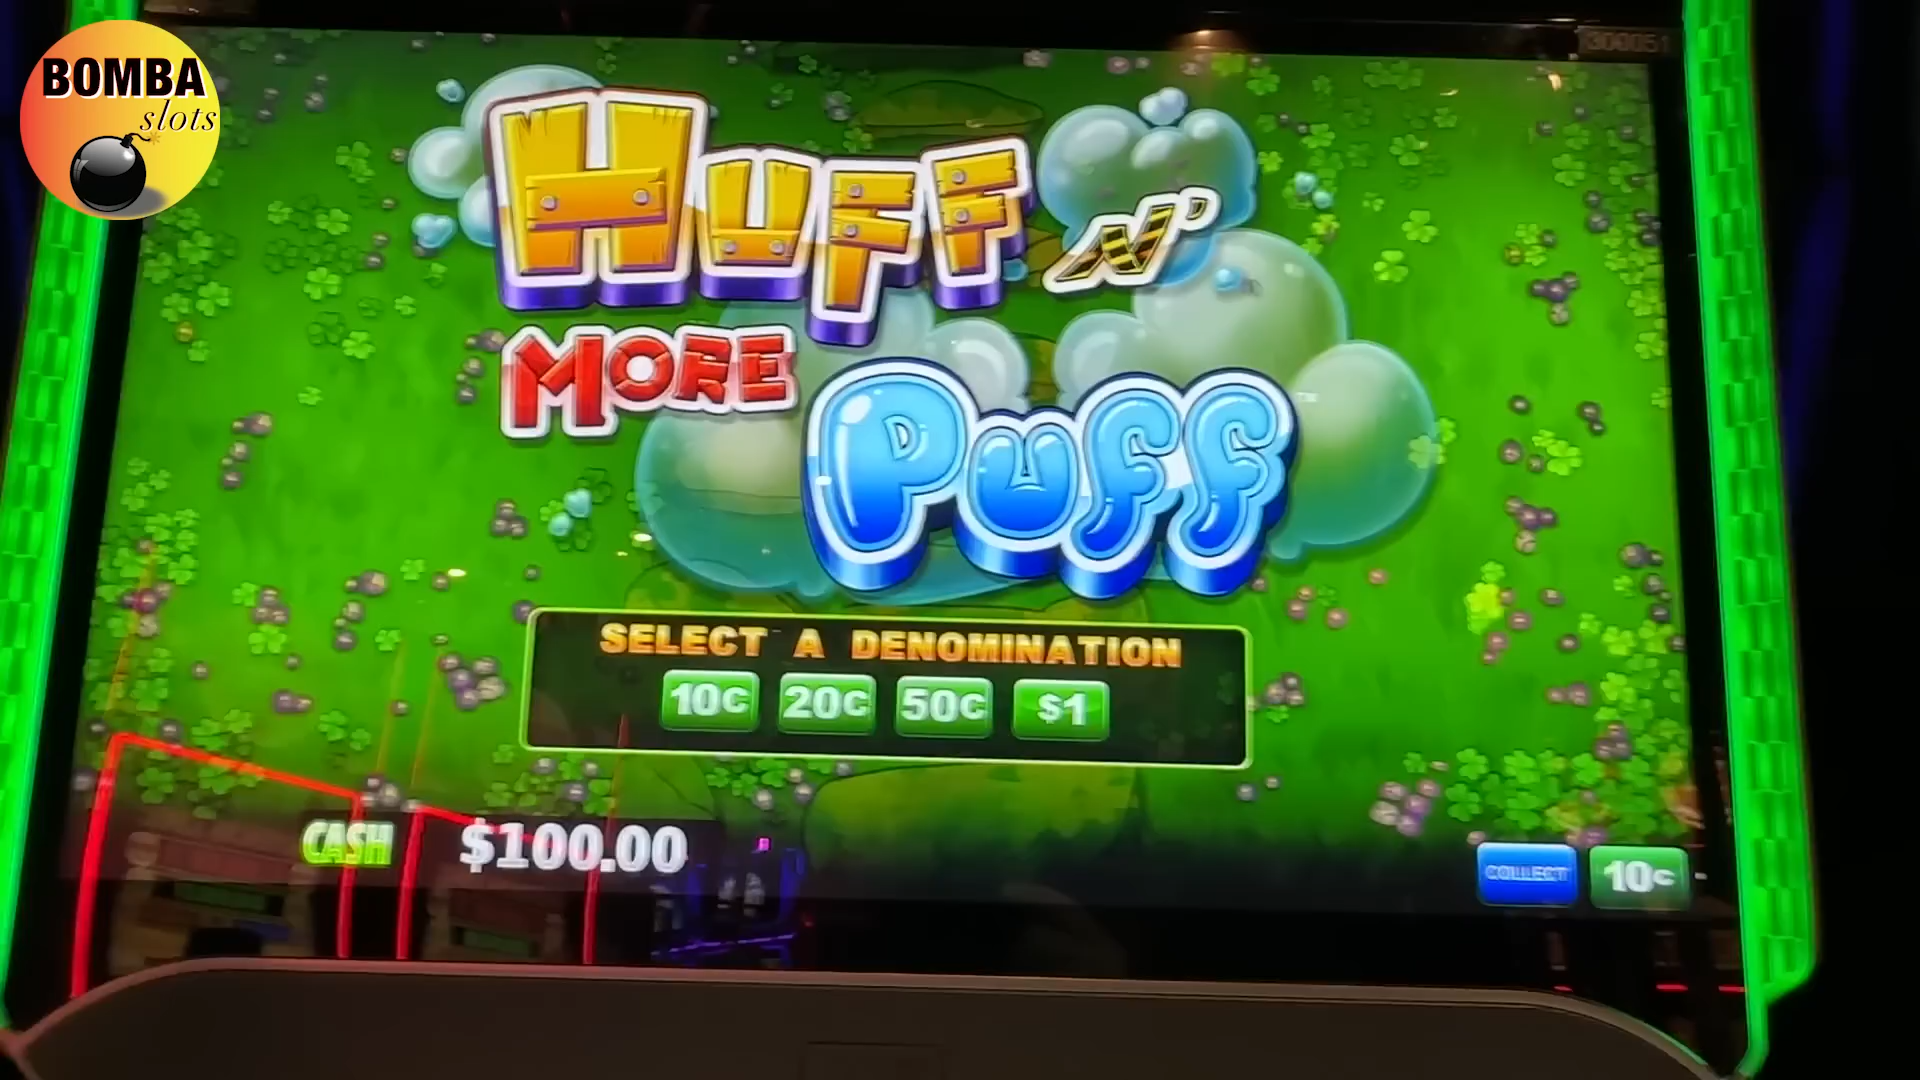 BOMBA
slots
HUFF N'
MORE
PUFF
SELECT A DENOMINATION
10¢ 20¢ 50¢ $1
CASH $100.00
COLLECT 10¢